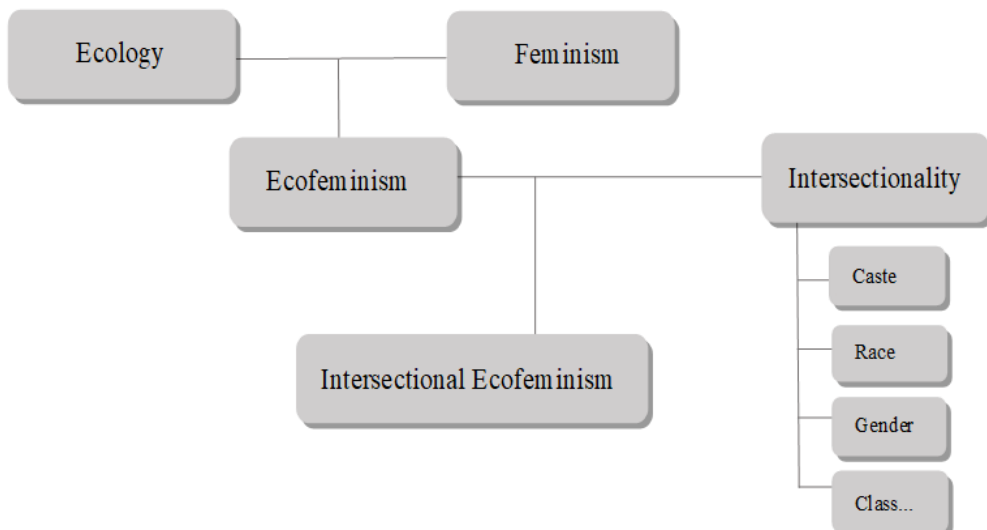 Ecology
Feminism
Ecofeminism
Intersectionality
Caste
Race
Intersectional Ecofeminism
Gender
Class...